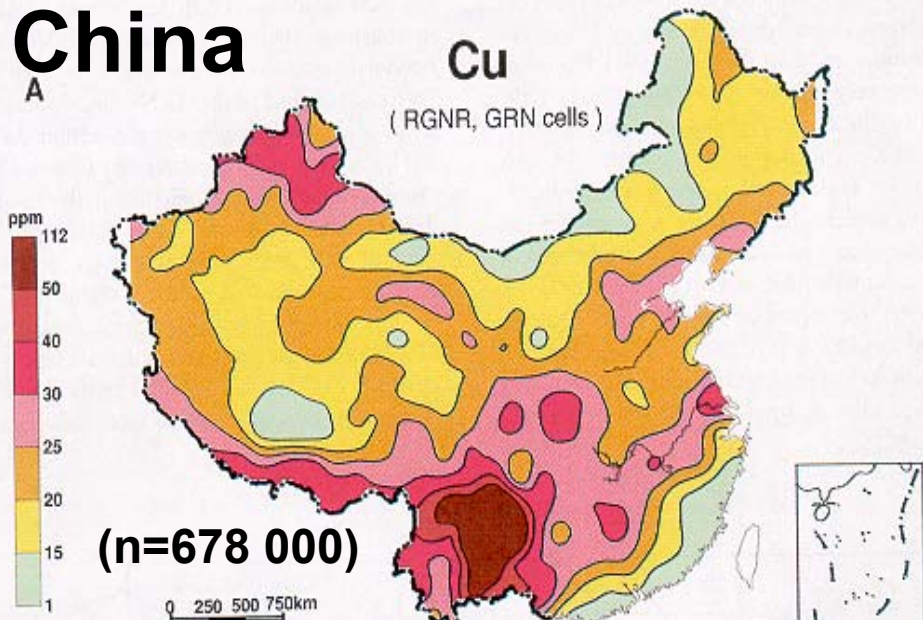 China
A
Cu
( RGNR, GRN cells )
ppm
112
50
40
30
25
20
15
1
(n=678 000)
0 250 500 750km